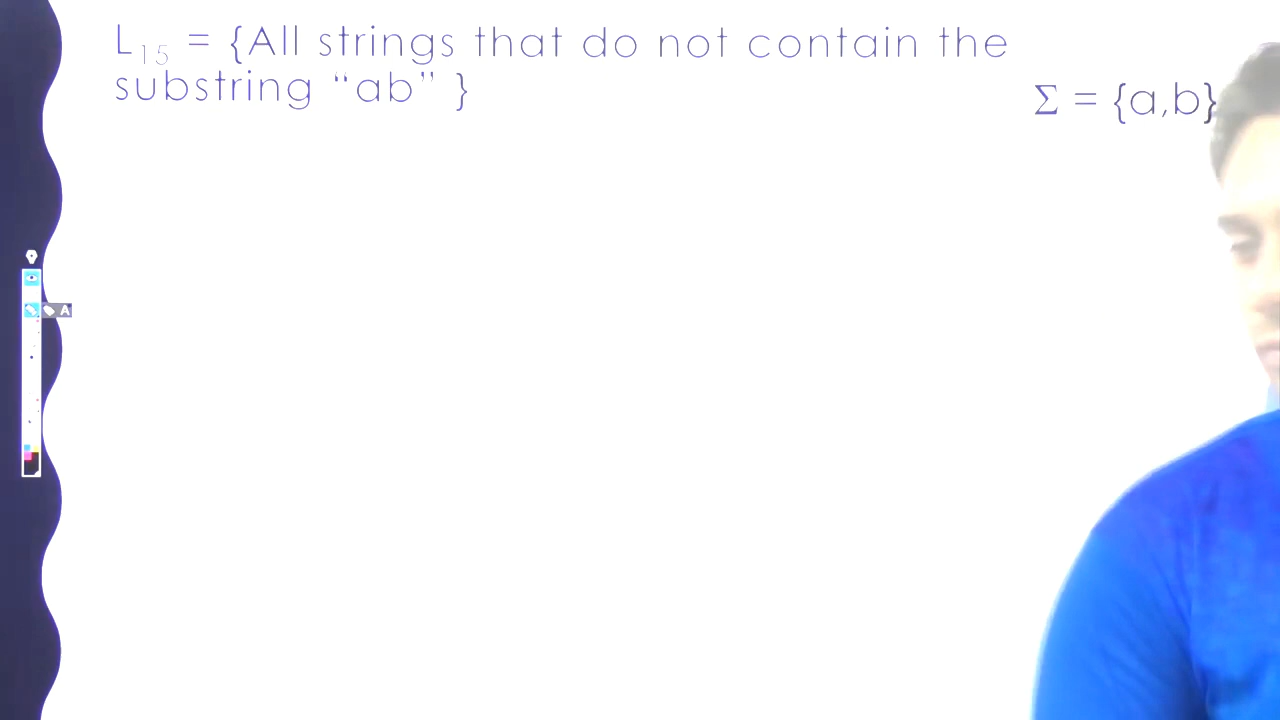 L₁₅ = {All strings that do not contain the
substring “ab” }
Σ = {a,b}
A